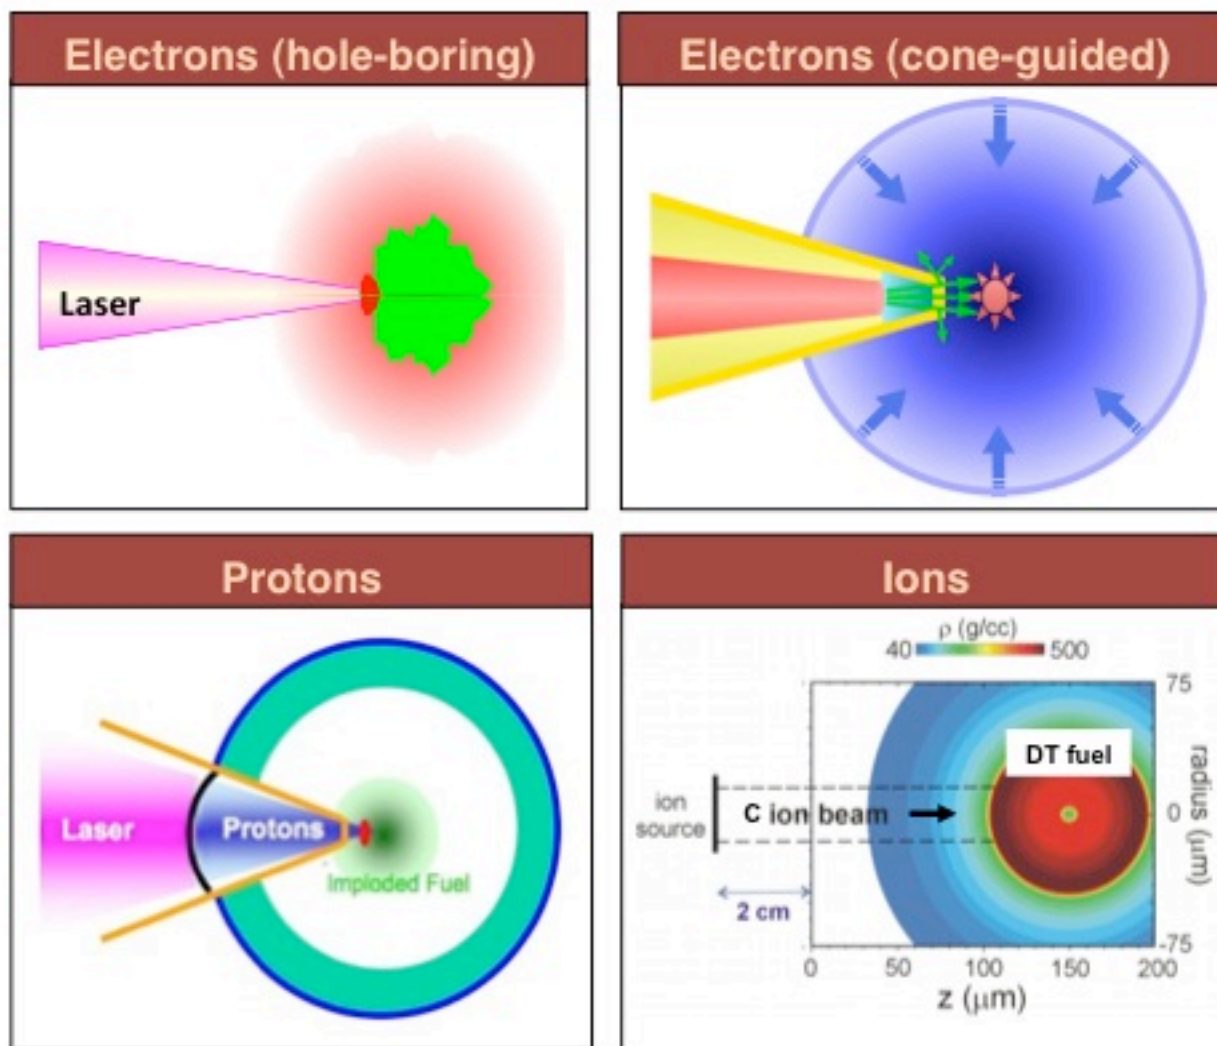 Electrons (hole-boring)
Laser
Electrons (cone-guided)
Protons
Laser
Protons
Imploded Fuel
Ions
ρ (g/cc)
40
500
75
DT fuel
radius (μm)
ion
source
C ion beam
0
2 cm
-75
0
50
100
150
200
z (μm)